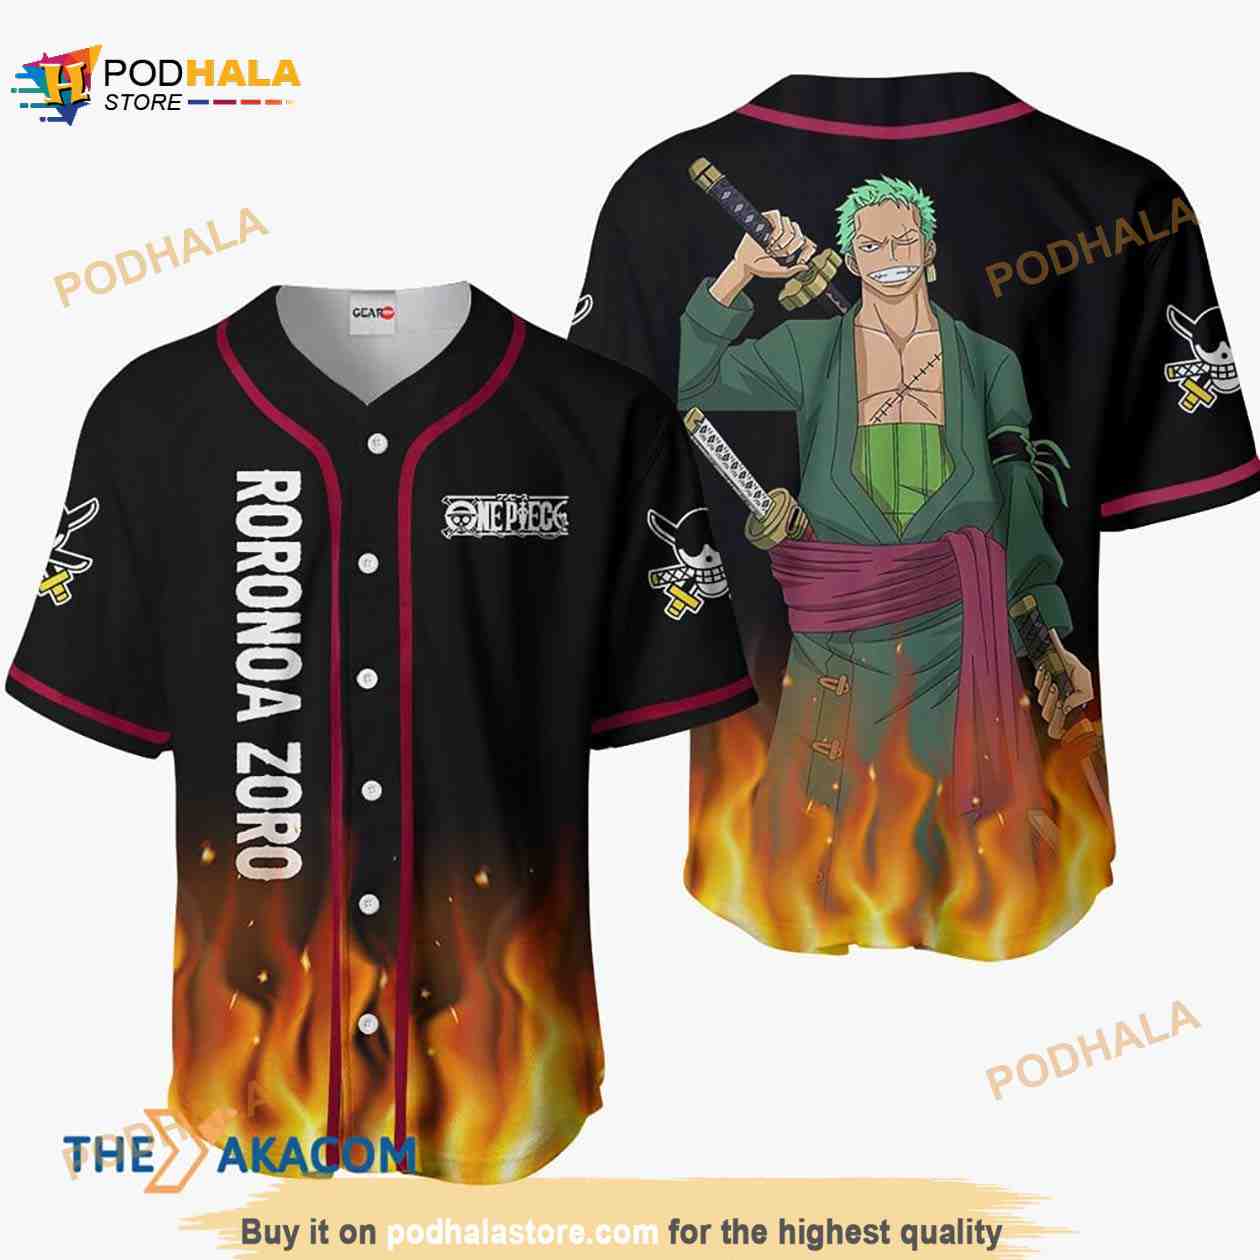 PODHALA
STORE
PODHALA
PODHALA
GEAR
RORONOA ZORO
ONE PIECE
PODHALA
PODHALA
THE AKACOM
Buy it on podhalastore.com for the highest quality